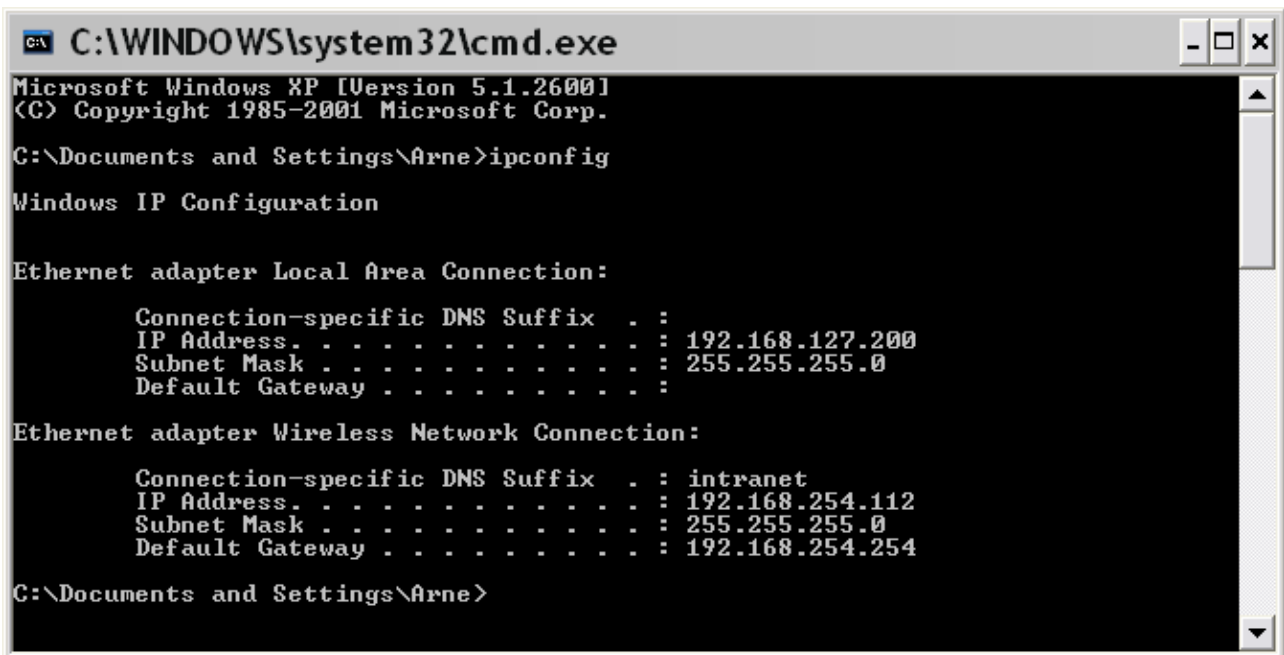 C:\WINDOWS\system32\cmd.exe
Microsoft Windows XP [Version 5.1.2600]
(C) Copyright 1985-2001 Microsoft Corp.
C:\Documents and Settings\Arne>ipconfig
Windows IP Configuration
Ethernet adapter Local Area Connection:
Connection-specific DNS Suffix . :
IP Address. . . . . . . . . . . . : 192.168.127.200
Subnet Mask . . . . . . . . . . . : 255.255.255.0
Default Gateway . . . . . . . . . :
Ethernet adapter Wireless Network Connection:
Connection-specific DNS Suffix . : intranet
IP Address. . . . . . . . . . . . : 192.168.254.112
Subnet Mask . . . . . . . . . . . : 255.255.255.0
Default Gateway . . . . . . . . . : 192.168.254.254
C:\Documents and Settings\Arne>